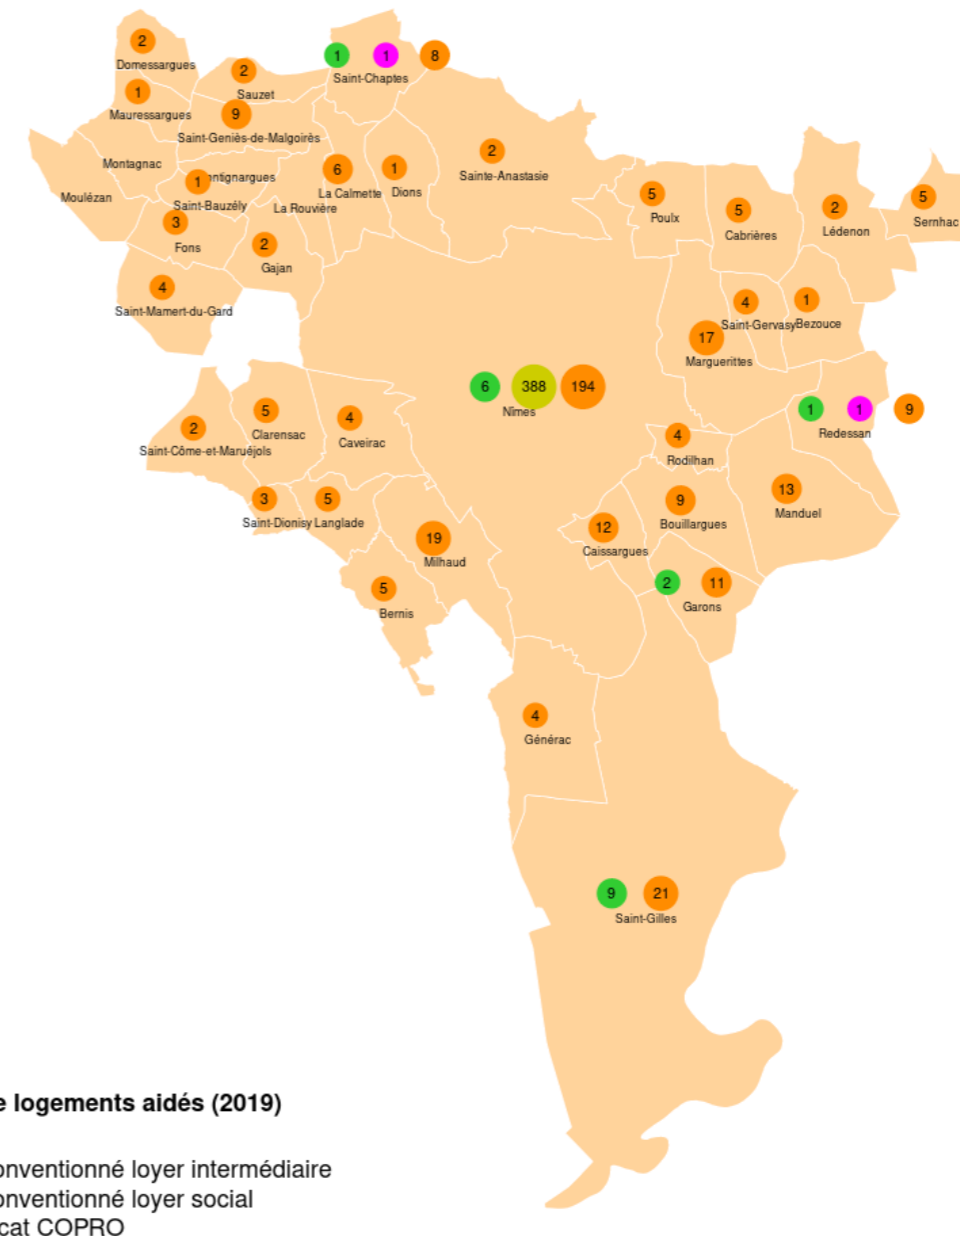 2
Domessargues
1
1
8
Saint-Chaptes
2
Sauzet
1
Mauressargues
9
Saint-Geniès-de-Malgoirès
2
Sainte-Anastasie
Montagnac
6
La Calmette
1
Dions
1
Saint-Bauzély
Moulézan
La Rouvière
5
Poulx
5
Cabrières
2
Lédenon
5
Sernhac
3
Fons
2
Gajan
4
Saint-Mamert-du-Gard
4
Saint-Gervasy
1
Bezouce
17
Marguerittes
6
388
194
Nîmes
1
1
9
Redessan
2
Saint-Côme-et-Maruéjols
5
Clarensac
4
Caveirac
4
Rodilhan
3
Saint-Dionisy
5
Langlade
9
Bouillargues
13
Manduel
19
Milhaud
12
Caissargues
5
Bernis
2
11
Garons
4
Générac
9
21
Saint-Gilles
logements aidés (2019)
loyer intermédiaire
loyer social
COPRO